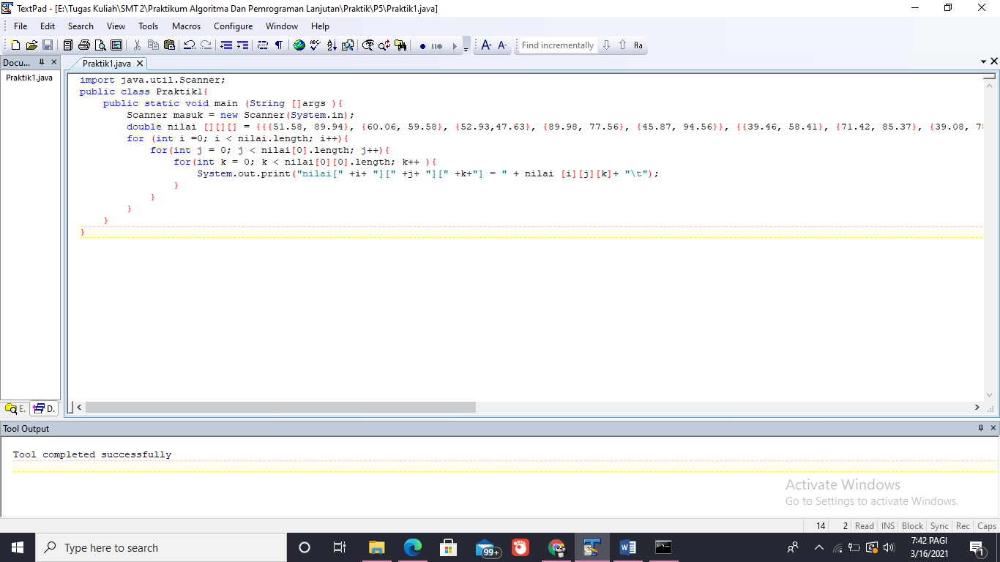 TextPad - [E:\Tugas Kuliah\SMT 2\Praktikum Algoritma Dan Pemrograman Lanjutan\Praktik\P5\Praktik1.java]
File Edit Search View Tools Macros Configure Window Help
Find incrementally
Docu...
Praktik1.java
Praktik1.java
import java.util.Scanner;
public class Praktik1{
public static void main (String []args ){
Scanner masuk = new Scanner(System.in);
double nilai [][][] = {{{51.58, 89.94}, {60.06, 59.58}, {52.93,47.63}, {89.98, 77.56}, {45.87, 94.56}}, {{39.46, 58.41}, {71.42, 85.37}, {39.08,
for (int i =0; i < nilai.length; i++){
for(int j = 0; j < nilai[0].length; j++){
for(int k = 0; k < nilai[0][0].length; k++ ){
System.out.print("nilai[" +i+ "][" +j+ "][" +k+"] = " + nilai [i][j][k]+ "\t");
}
}
}
}
}
E. D.
Tool Output
Tool completed successfully
Activate Windows
Go to Settings to activate Windows.
14 2 Read INS Block Sync Rec Caps
Type here to search
99+
7:42 PAGI
3/16/2021
1